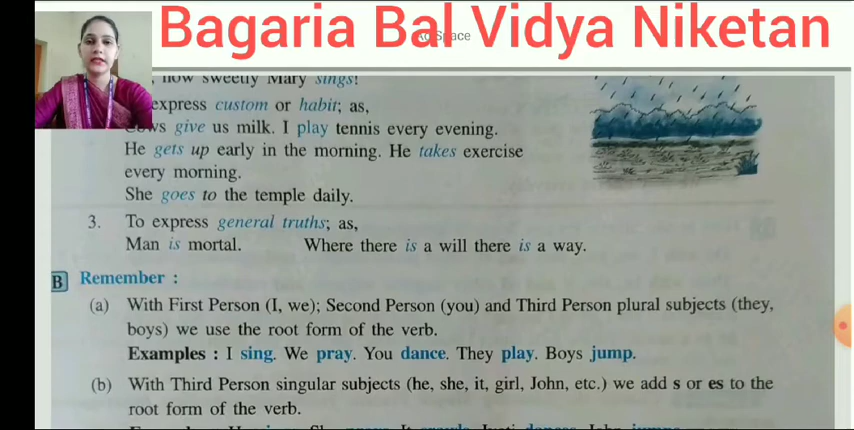 Bagaria Bal Vidya Niketan
how sweetly Mary sings!
express custom or habit; as,
Cows give us milk. I play tennis every evening.
He gets up early in the morning. He takes exercise
every morning.
She goes to the temple daily.
3. To express general truths; as,
Man is mortal. Where there is a will there is a way.
B Remember :
(a) With First Person (I, we); Second Person (you) and Third Person plural subjects (they,
boys) we use the root form of the verb.
Examples : I sing. We pray. You dance. They play. Boys jump.
(b) With Third Person singular subjects (he, she, it, girl, John, etc.) we add s or es to the
root form of the verb.